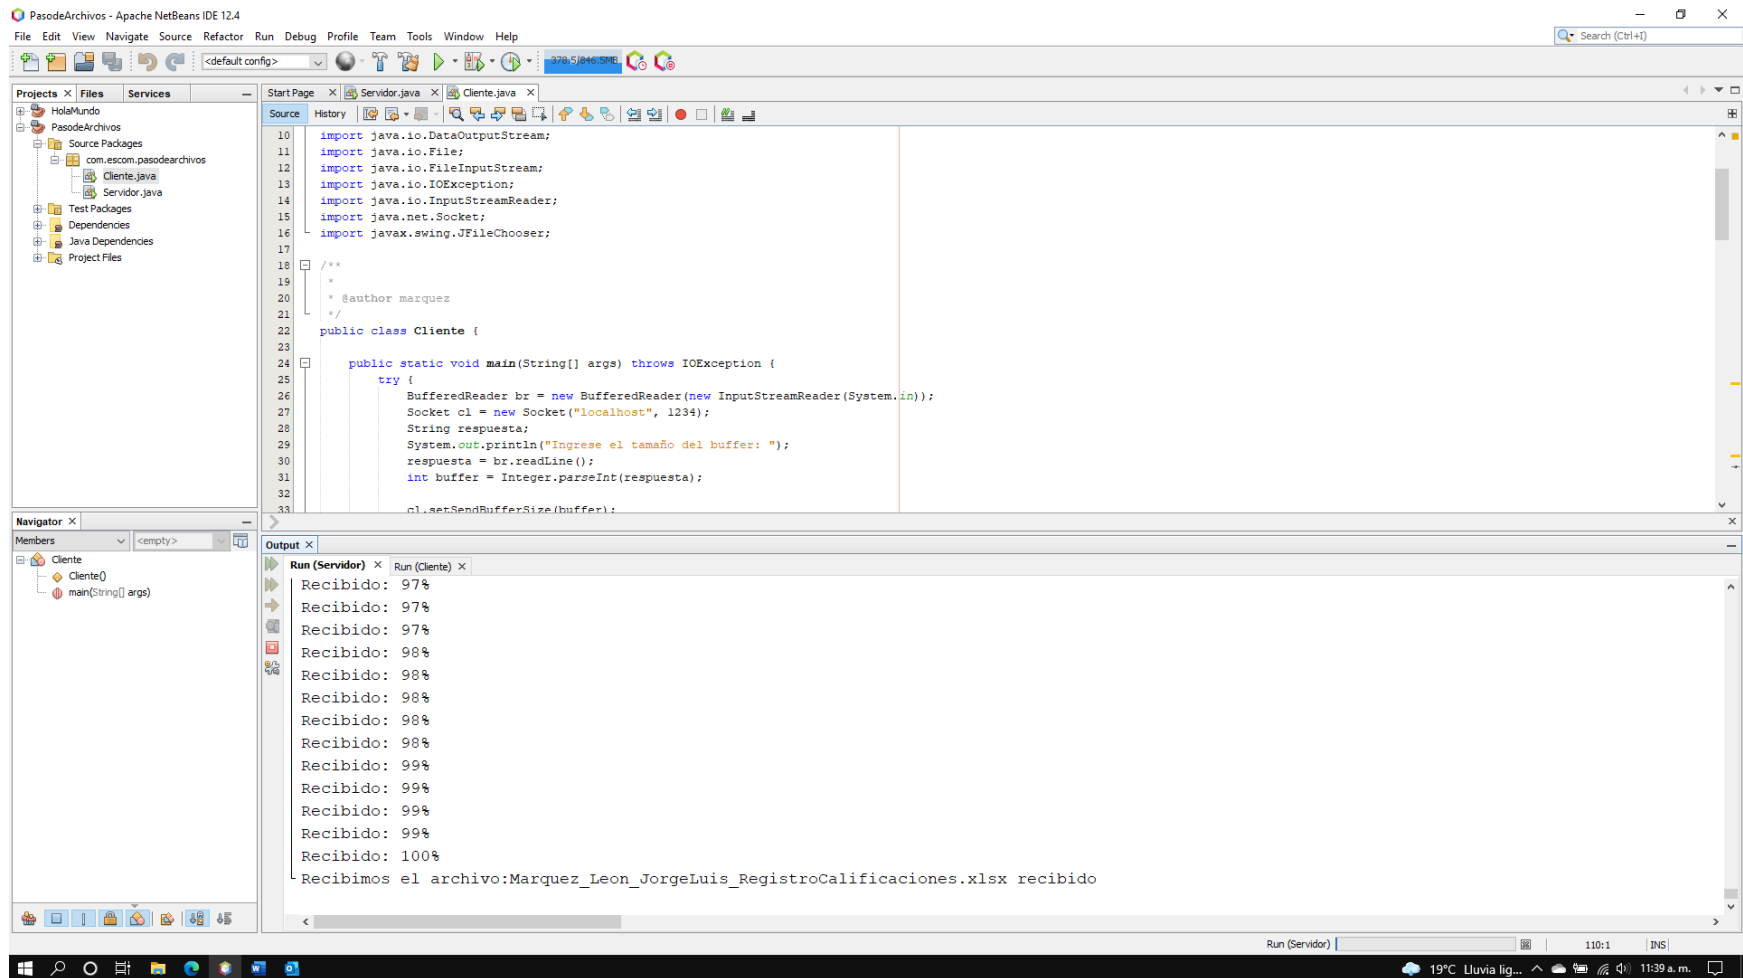 PasodeArchivos - Apache NetBeans IDE 12.4
File Edit View Navigate Source Refactor Run Debug Profile Team Tools Window Help
Search (Ctrl+I)
<default config>
378.5/846.5MB
Projects Files Services
HolaMundo
PasodeArchivos
Source Packages
com.escom.pasodearchivos
Cliente.java
Servidor.java
Test Packages
Dependencies
Java Dependencies
Project Files
Start Page Servidor.java Cliente.java
Source History
10 import java.io.DataOutputStream;
11 import java.io.File;
12 import java.io.FileInputStream;
13 import java.io.IOException;
14 import java.io.InputStreamReader;
15 import java.net.Socket;
16 import javax.swing.JFileChooser;
17
18 /**
19 *
20 * @author marquez
21 */
22 public class Cliente {
23
24 public static void main(String[] args) throws IOException {
25 try {
26 BufferedReader br = new BufferedReader(new InputStreamReader(System.in));
27 Socket cl = new Socket("localhost", 1234);
28 String respuesta;
29 System.out.println("Ingrese el tamaño del buffer: ");
30 respuesta = br.readLine();
31 int buffer = Integer.parseInt(respuesta);
32
33 cl.setSendBufferSize(buffer);
Navigator
Members <empty>
Cliente
Cliente()
main(String[] args)
Output
Run (Servidor) Run (Cliente)
Recibido: 97%
Recibido: 97%
Recibido: 97%
Recibido: 98%
Recibido: 98%
Recibido: 98%
Recibido: 98%
Recibido: 98%
Recibido: 99%
Recibido: 99%
Recibido: 99%
Recibido: 99%
Recibido: 100%
Recibimos el archivo:Marquez_Leon_JorgeLuis_RegistroCalificaciones.xlsx recibido
Run (Servidor) 110:1 INS
19°C Lluvia lig... 11:39 a. m.